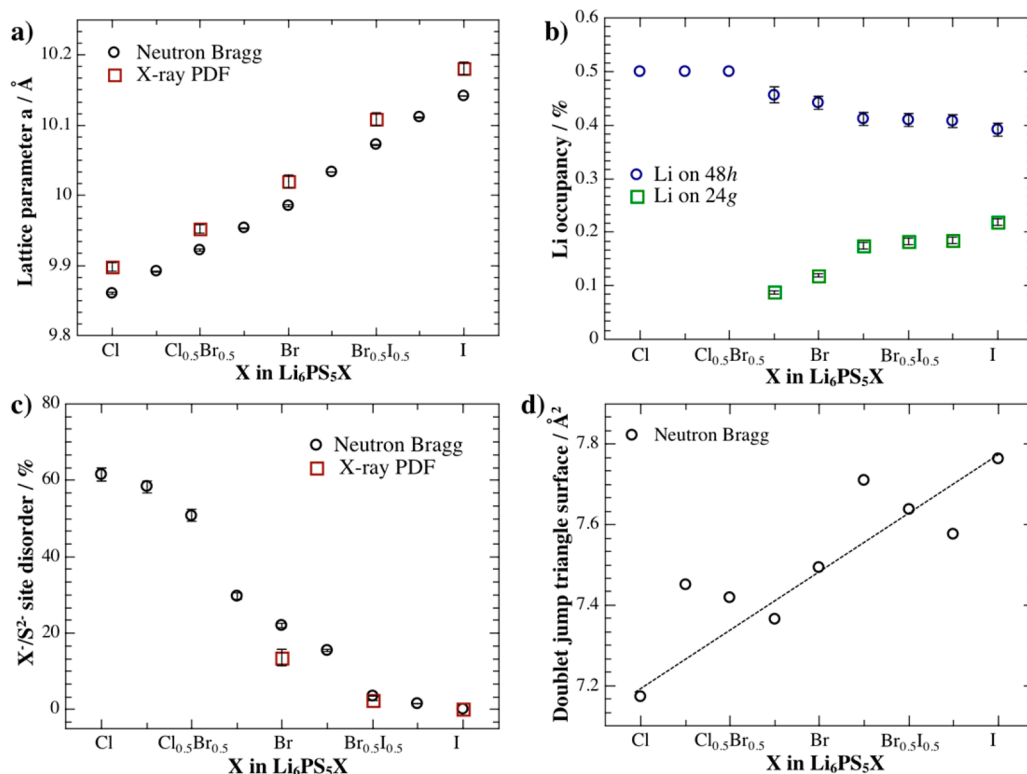 a)
10.2
10.1
10
9.9
9.8
Lattice parameter a / Å
Neutron Bragg
X-ray PDF
Cl
Cl0.5Br0.5
Br
Br0.5I0.5
I
X in Li6PS5X
b)
0.6
0.5
0.4
0.3
0.2
0.1
0
Li occupancy / %
Li on 48h
Li on 24g
Cl
Cl0.5Br0.5
Br
Br0.5I0.5
I
X in Li6PS5X
c)
80
60
40
20
0
X-/S2- site disorder / %
Neutron Bragg
X-ray PDF
Cl
Cl0.5Br0.5
Br
Br0.5I0.5
I
X in Li6PS5X
d)
7.8
7.6
7.4
7.2
Doublet jump triangle surface / Å2
Neutron Bragg
Cl
Cl0.5Br0.5
Br
Br0.5I0.5
I
X in Li6PS5X